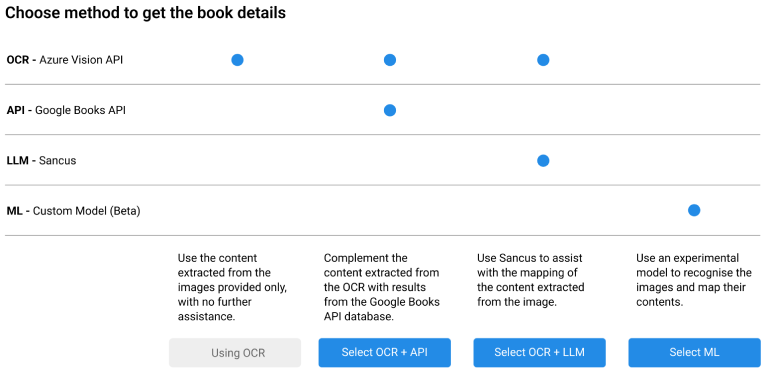 Choose method to get the book details
OCR - Azure Vision API
API - Google Books API
LLM - Sancus
ML - Custom Model (Beta)
Use the content
extracted from the
images provided only,
with no further
assistance.
Complement the
content extracted from
the OCR with results
from the Google Books
API database.
Use Sancus to assist
with the mapping of
the content extracted
from the image.
Use an experimental
model to recognise the
images and map their
contents.
Using OCR
Select OCR + API
Select OCR + LLM
Select ML